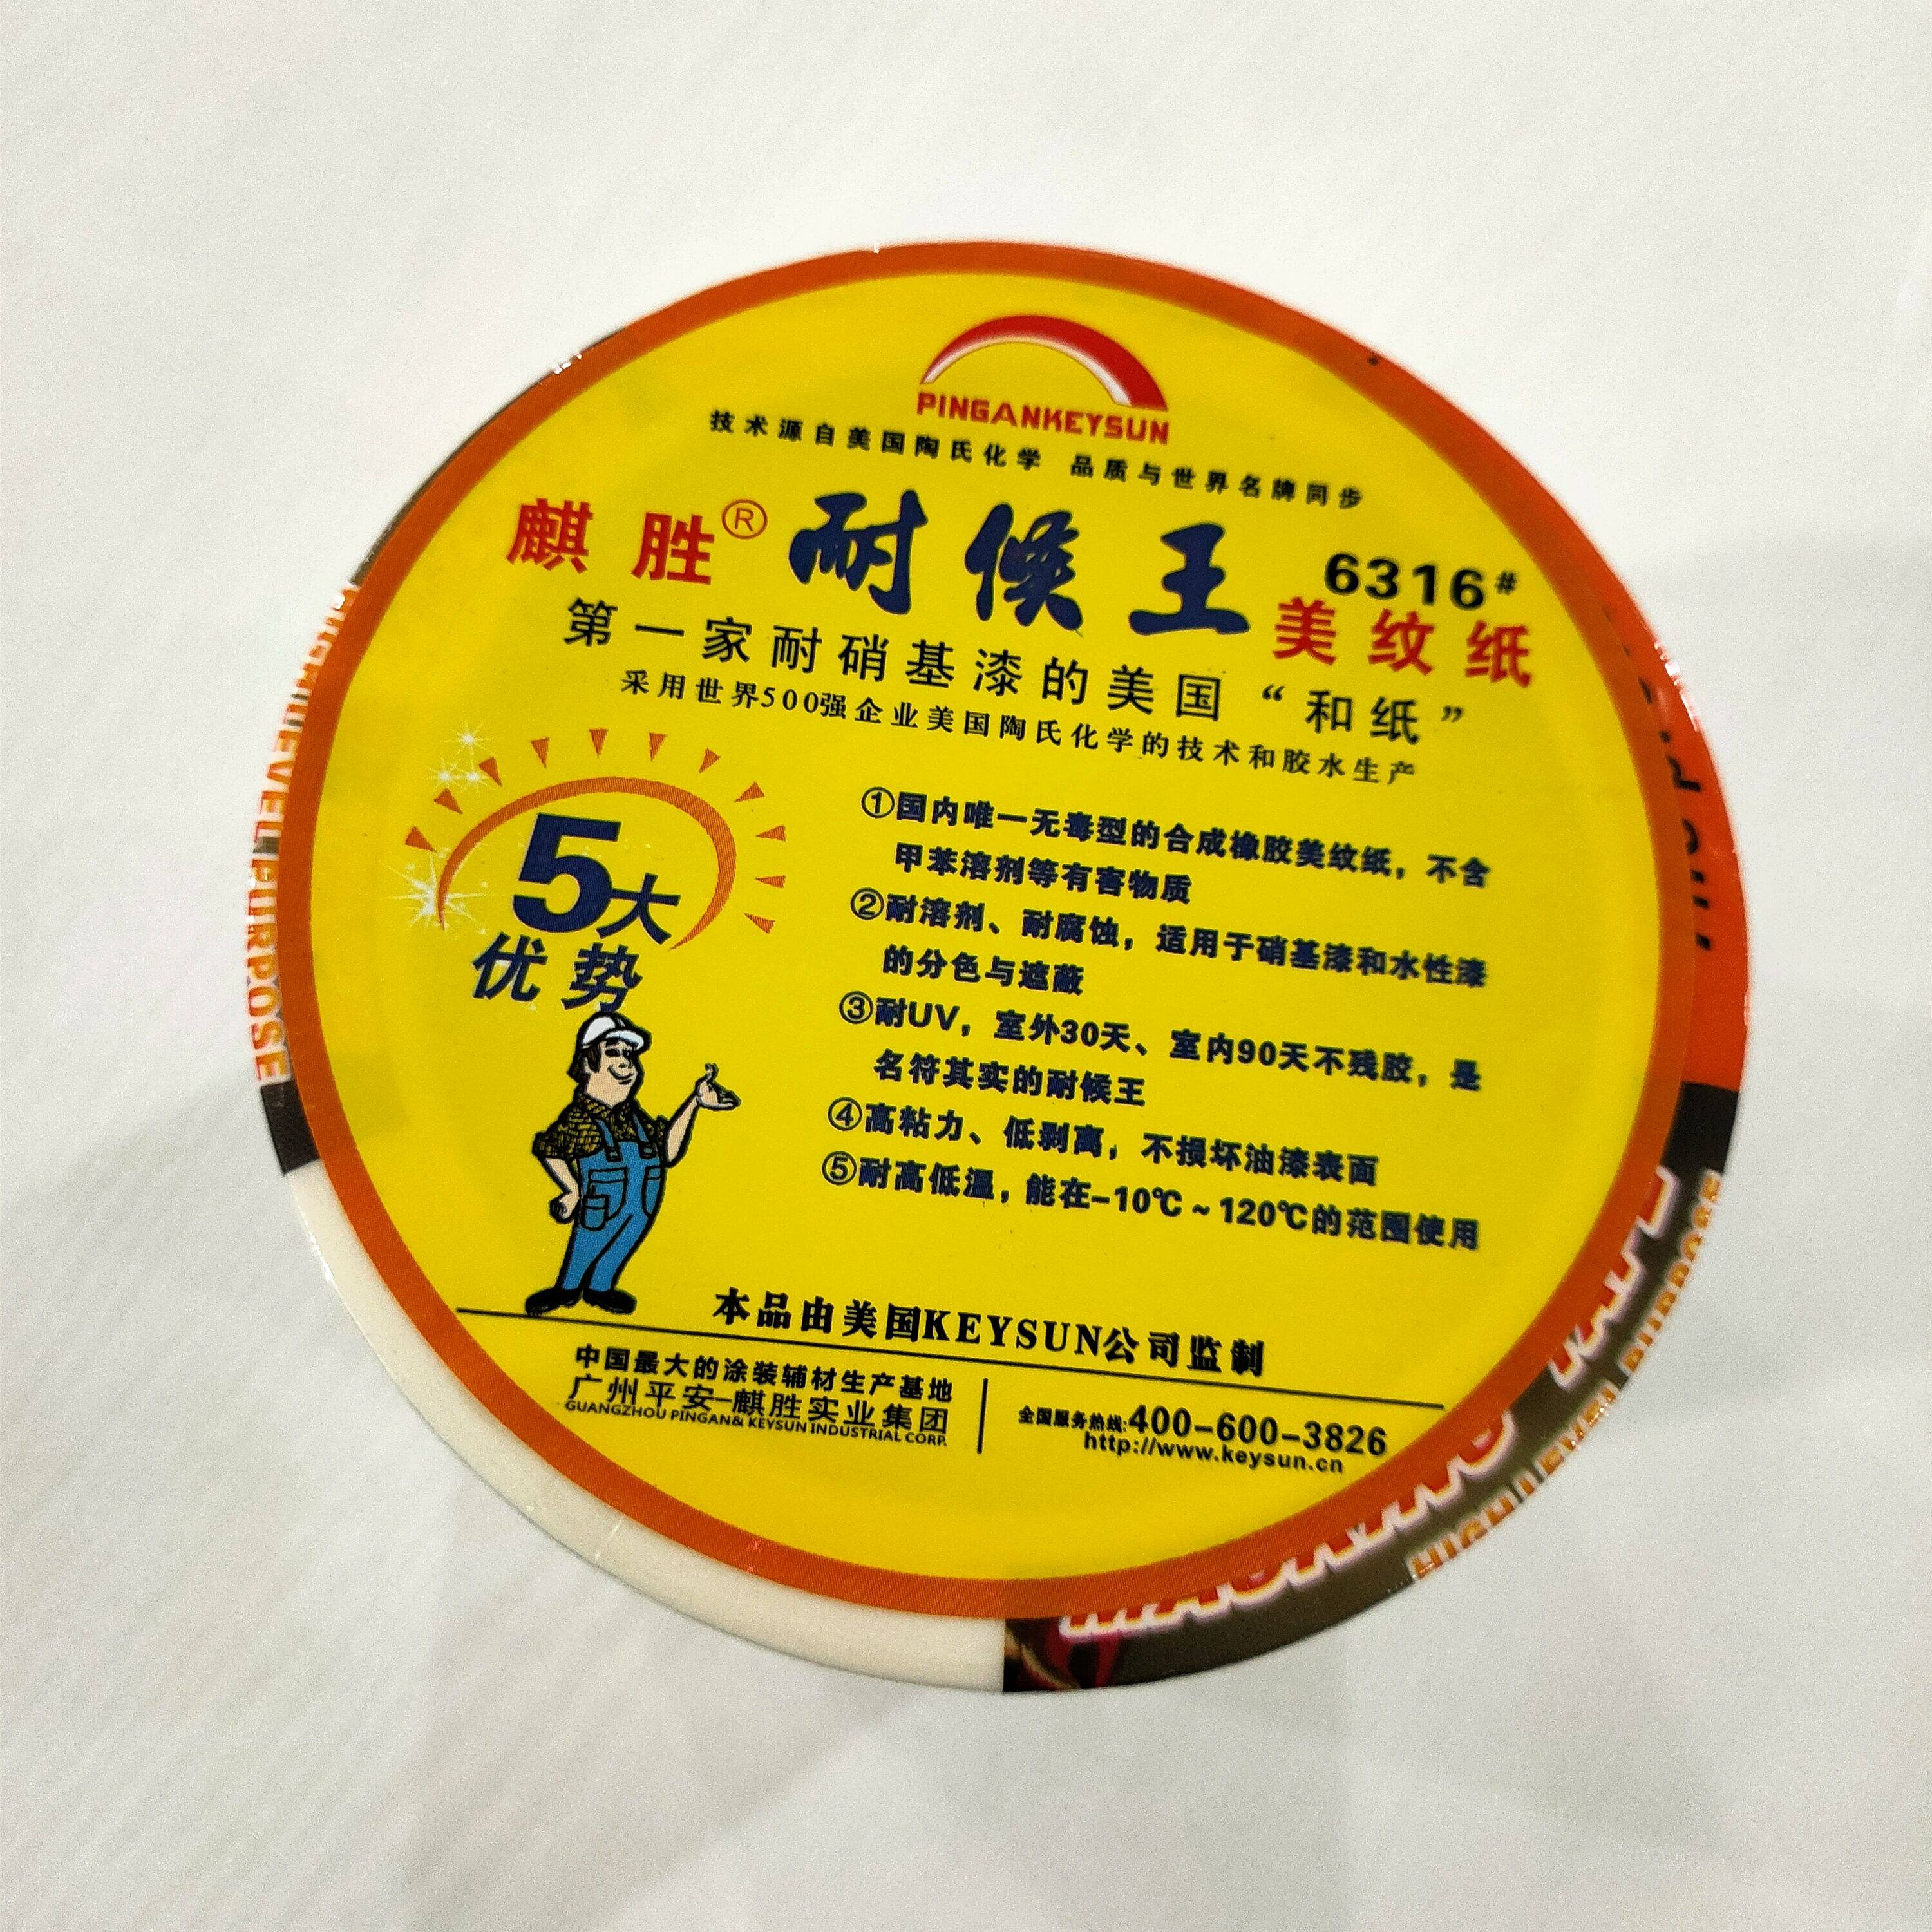 PINGANKEYSUN
技术源自美国陶氏化学 品质与世界名牌同步
麒胜® 耐候王 6316#
美纹纸
第一家耐硝基漆的美国“和纸”
采用世界500强企业美国陶氏化学的技术和胶水生产
5大
优势
①国内唯一无毒型的合成橡胶美纹纸，不含
甲苯溶剂等有害物质
②耐溶剂、耐腐蚀，适用于硝基漆和水性漆
的分色与遮蔽
③耐UV，室外30天、室内90天不残胶，是
名符其实的耐候王
④高粘力、低剥离，不损坏油漆表面
⑤耐高低温，能在-10℃~120℃的范围使用
本品由美国KEYSUN公司监制
中国最大的涂装辅材生产基地
广州平安-麒胜实业集团
GUANGZHOU PINGAN& KEYSUN INDUSTRIAL CORP.
全国服务热线:400-600-3826
http://www.keysun.cn
PURPOSE
MASKING TAPE
HIGH LEVEL PURPOSE